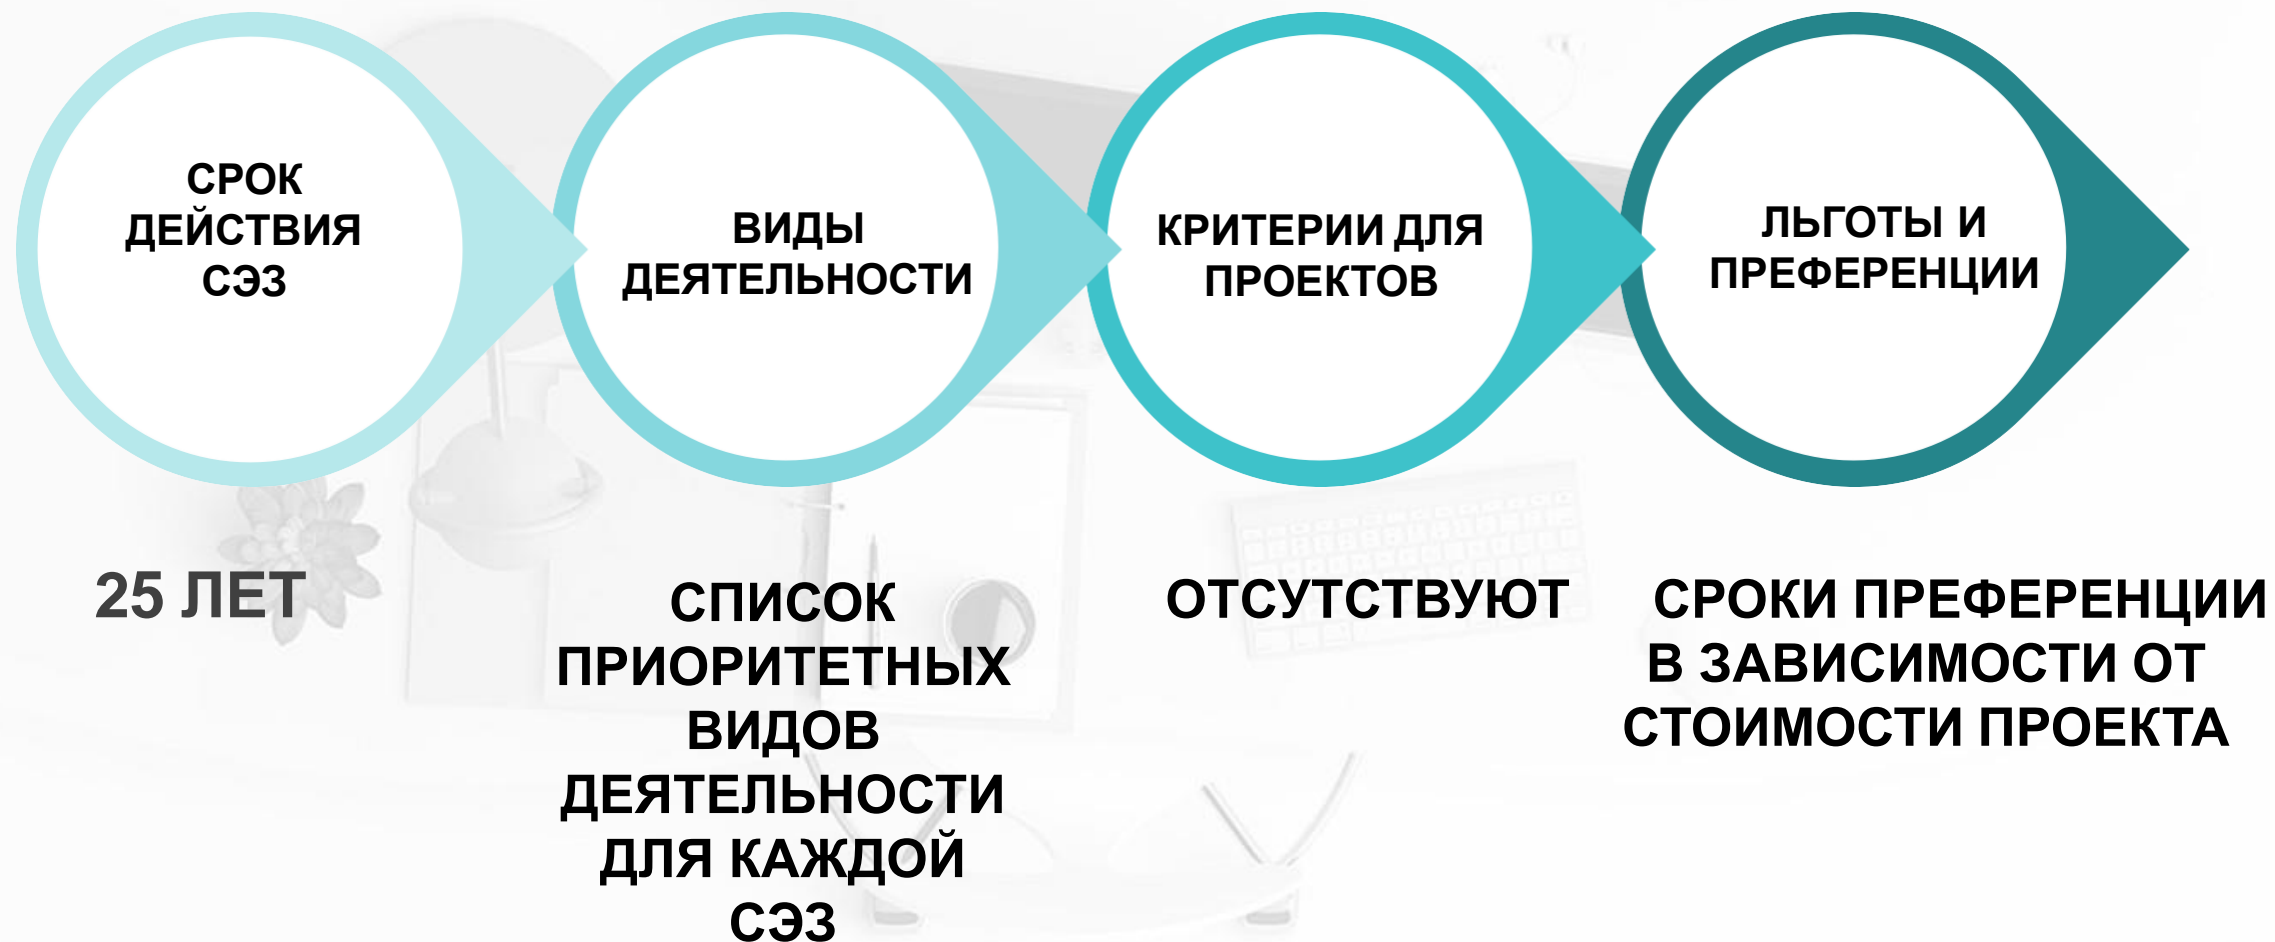 СРОК
ДЕЙСТВИЯ
СЭЗ
ВИДЫ
ДЕЯТЕЛЬНОСТИ
КРИТЕРИИ ДЛЯ
ПРОЕКТОВ
ЛЬГОТЫ И
ПРЕФЕРЕНЦИИ
25 ЛЕТ
СПИСОК
ПРИОРИТЕТНЫХ
ВИДОВ
ДЕЯТЕЛЬНОСТИ
ДЛЯ КАЖДОЙ
СЭЗ
ОТСУТСТВУЮТ
СРОКИ ПРЕФЕРЕНЦИИ
В ЗАВИСИМОСТИ ОТ
СТОИМОСТИ ПРОЕКТА